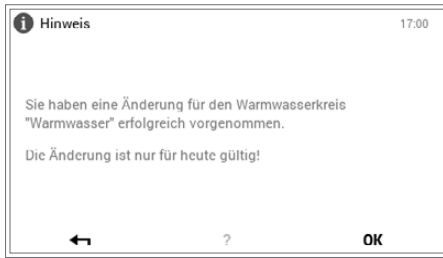 Hinweis 17:00
Sie haben eine Änderung für den Warmwasserkreis
"Warmwasser" erfolgreich vorgenommen.
Die Änderung ist nur für heute gültig!
? OK